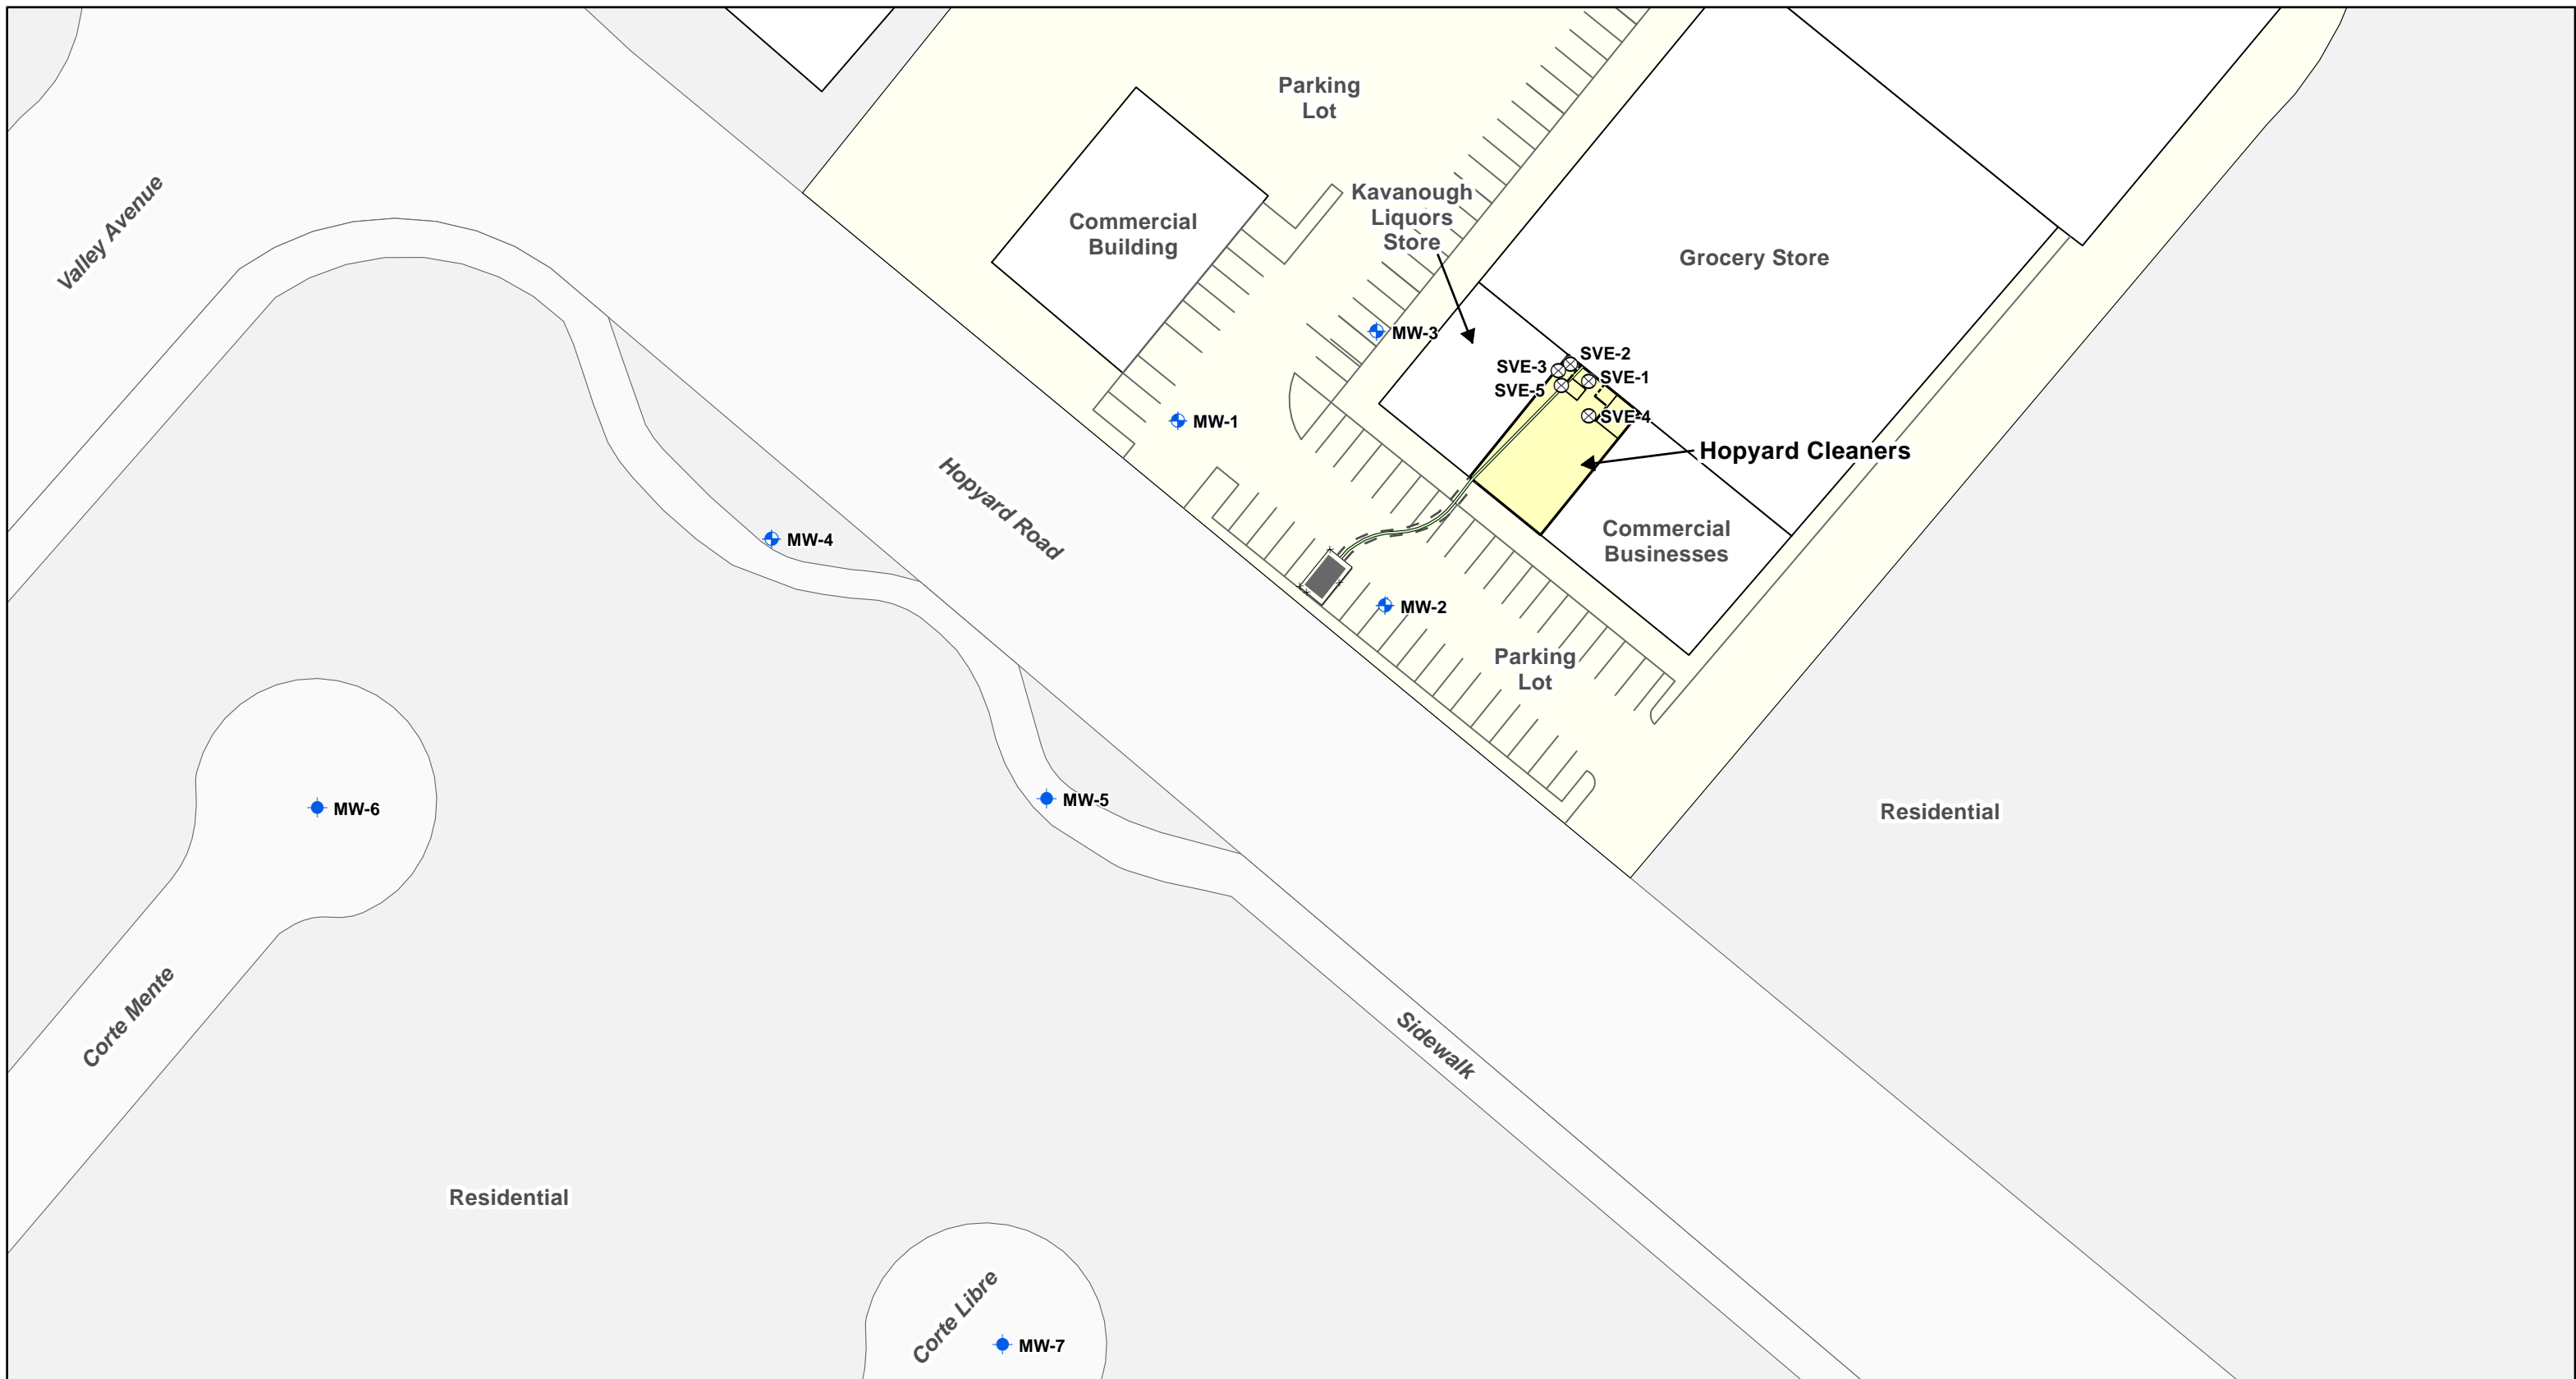 Parking
Lot
Valley Avenue
Commercial
Building
Kavanough
Liquors
Store
Grocery Store
MW-3
SVE-2
SVE-3
SVE-1
SVE-5
SVE-4
MW-1
Hopyard Cleaners
Hopyard Road
MW-4
Commercial
Businesses
MW-2
Parking
Lot
MW-5
MW-6
Residential
Corte Mente
Sidewalk
Residential
Corte Libre
MW-7